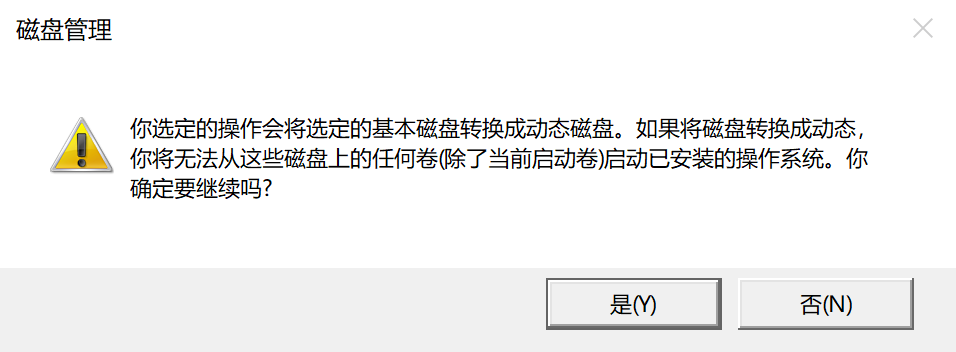 磁盘管理
你选定的操作会将选定的基本磁盘转换成动态磁盘。如果将磁盘转换成动态，
你将无法从这些磁盘上的任何卷(除了当前启动卷)启动已安装的操作系统。你
确定要继续吗?
是(Y)
否(N)